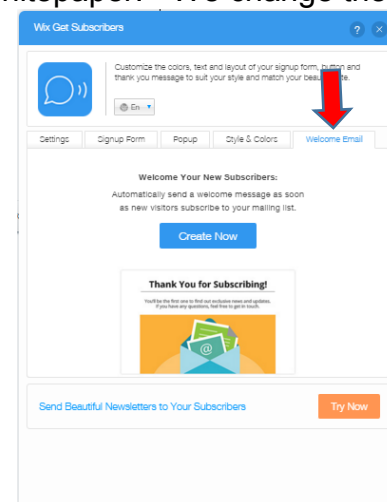 Wix Get Subscribers
?
Customize the colors, text
and layout of your signup form, button and
thank you message to suit your style and match your
En
Settings Signup Form Popup Style & Colors Welcome Email
Welcome Your New Subscribers:
Automatically send a welcome message as soon
as new visitors subscribe to your mailing list.
Create Now
Thank You for Subscribing!
You'll be the first one to find out exclusive news and updates.
If you have any questions, feel free to get in touch.
@
Send Beautiful Newsletters to Your Subscribers
Try Now